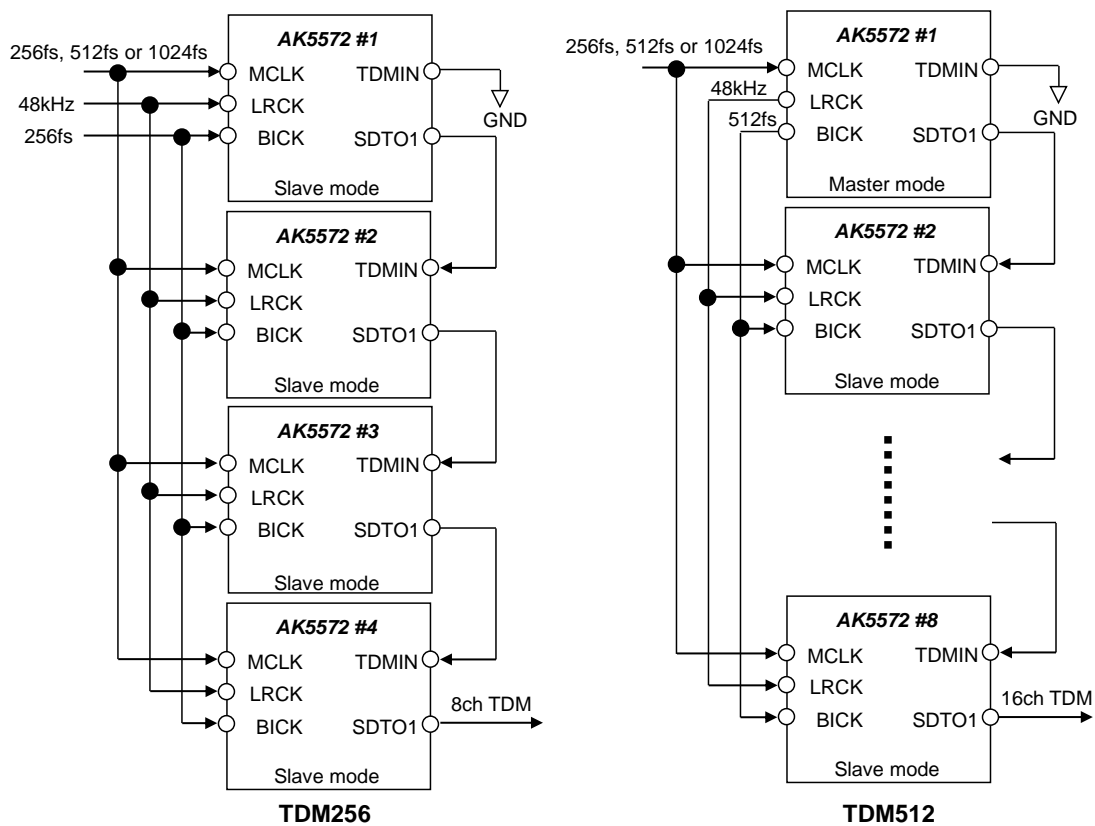 256fs, 512fs or 1024fs
48kHz
256fs
AK5572 #1
MCLK
TDMIN
LRCK
GND
BICK
SDTO1
Slave mode
AK5572 #2
MCLK
TDMIN
LRCK
BICK
SDTO1
Slave mode
AK5572 #3
MCLK
TDMIN
LRCK
BICK
SDTO1
Slave mode
AK5572 #4
MCLK
TDMIN
LRCK
BICK
SDTO1
8ch TDM
Slave mode
TDM256
256fs, 512fs or 1024fs
48kHz
512fs
AK5572 #1
MCLK
TDMIN
LRCK
GND
BICK
SDTO1
Master mode
AK5572 #2
MCLK
TDMIN
LRCK
BICK
SDTO1
Slave mode
AK5572 #8
MCLK
TDMIN
LRCK
BICK
SDTO1
16ch TDM
Slave mode
TDM512